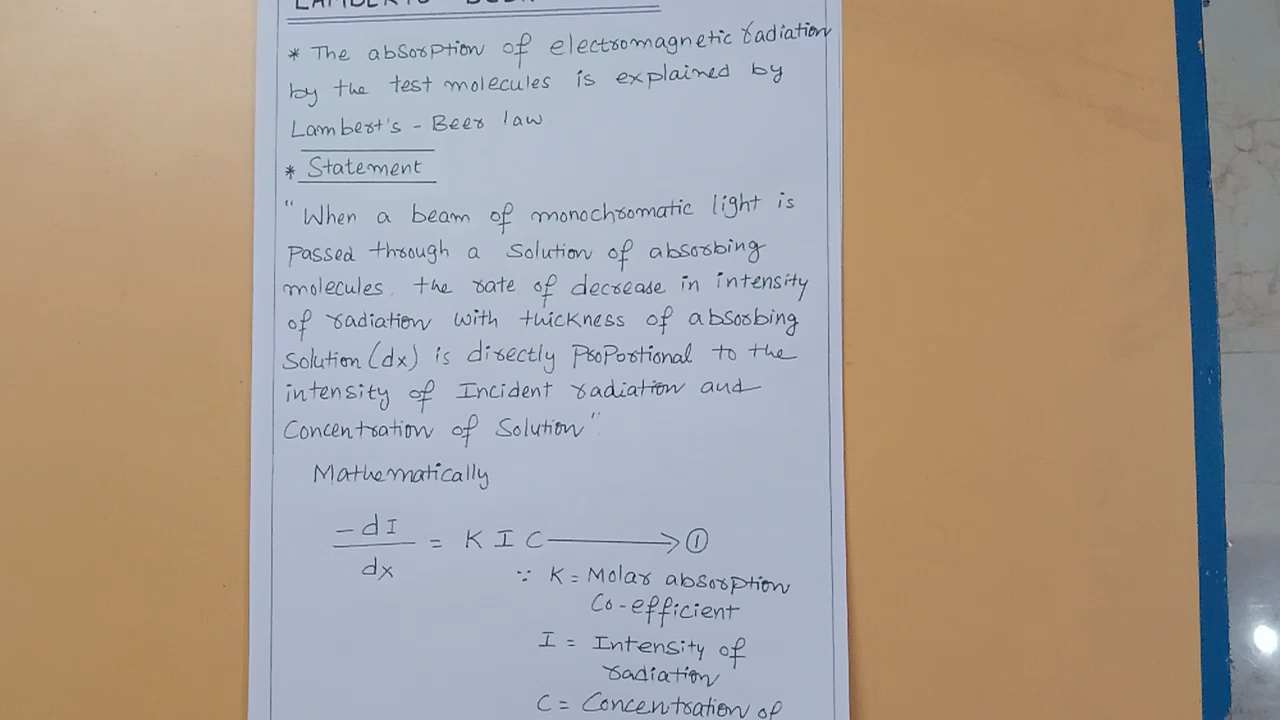 LAMBERTS BEER
* The absorption of electromagnetic radiation
by the test molecules is explained by
Lambert's - Beer law
* Statement
"When a beam of monochromatic light is
passed through a solution of absorbing
molecules. the rate of decrease in intensity
of radiation with thickness of absorbing
solution (dx) is directly proportional to the
intensity of Incident radiation and
Concentration of Solution"
Mathematically
-dI/dx = K I C ⟶ ①
∵ K = Molar absorption
Co-efficient
I = Intensity of
radiation
C = Concentration of